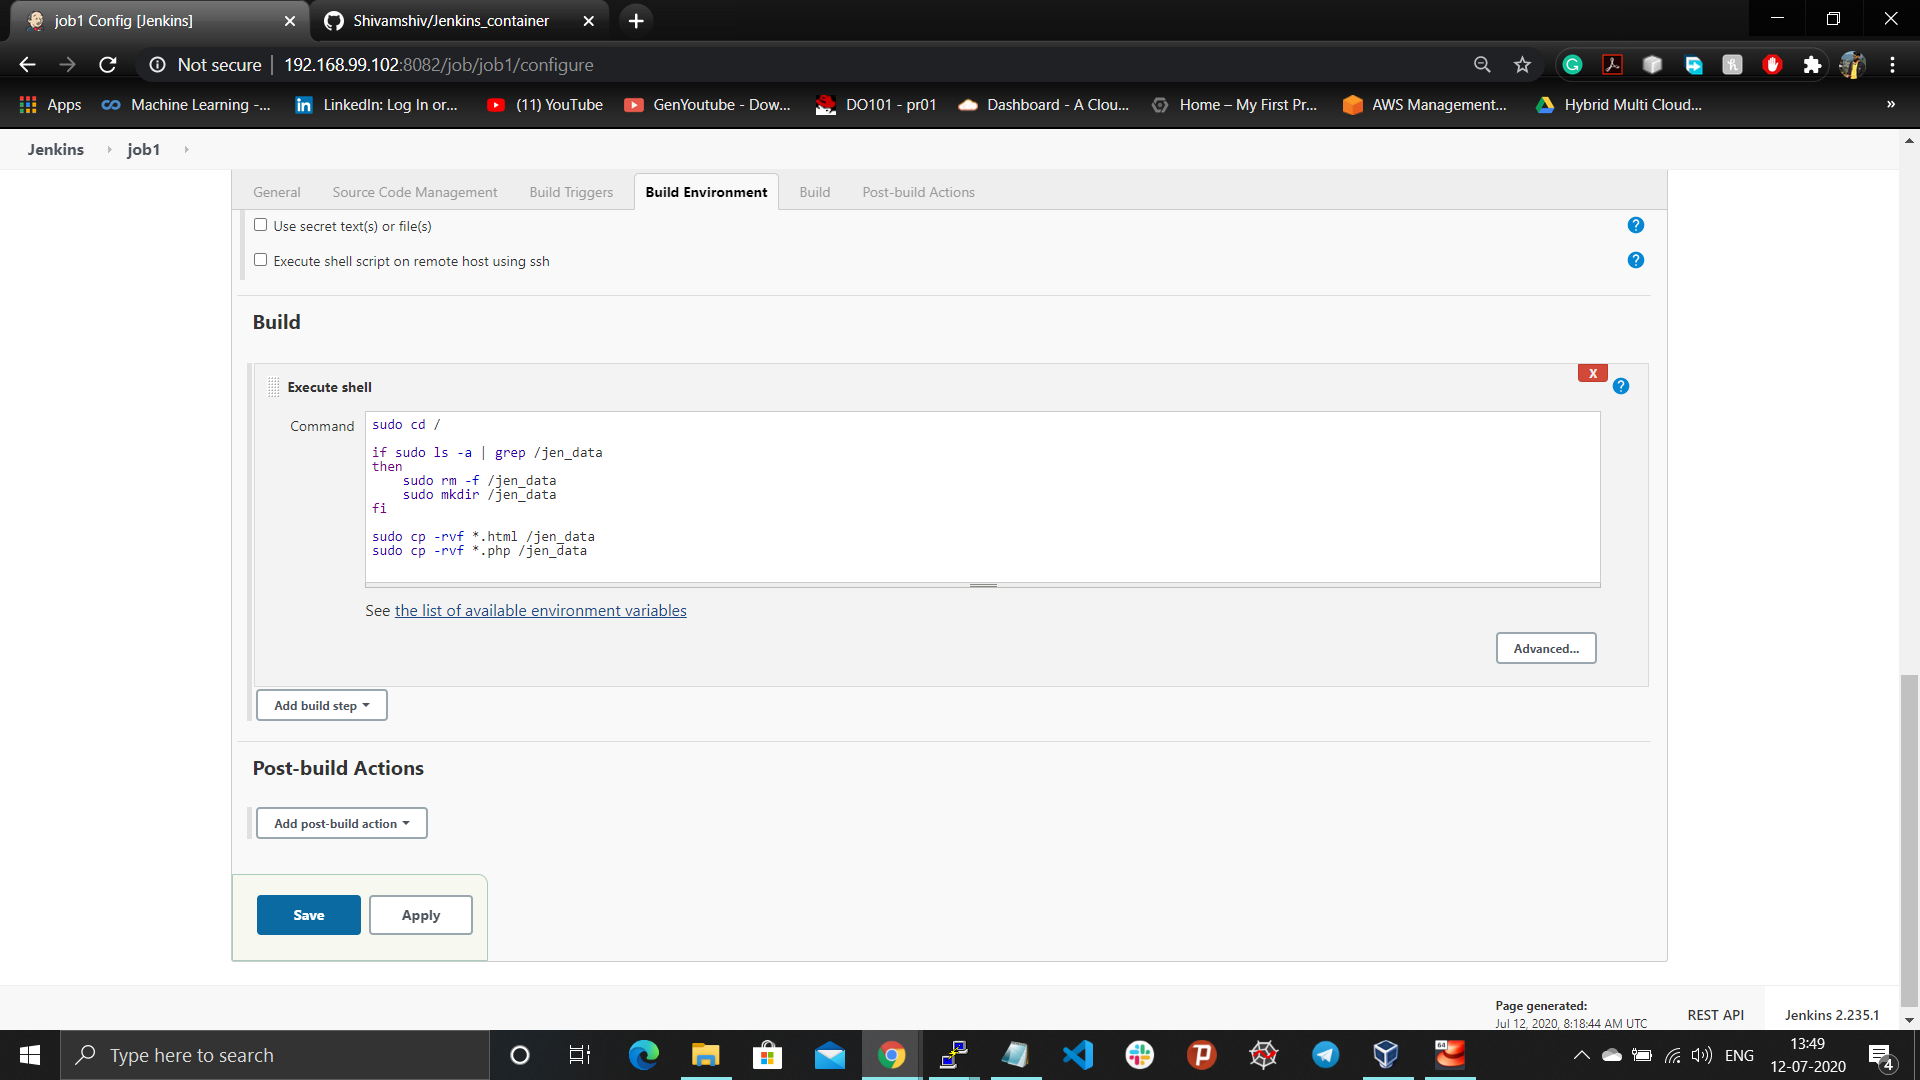 job1 Config [Jenkins]
Shivamshiv/Jenkins_container
Not secure | 192.168.99.102:8082/job/job1/configure
Apps
Machine Learning -...
LinkedIn: Log In or...
(11) YouTube
GenYoutube - Dow...
DO101 - pr01
Dashboard - A Clou...
Home – My First Pr...
AWS Management...
Hybrid Multi Cloud...
»
Jenkins
job1
General
Source Code Management
Build Triggers
Build Environment
Build
Post-build Actions
Use secret text(s) or file(s)
?
Execute shell script on remote host using ssh
?
Build
X
Execute shell
?
Command
sudo cd /
if sudo ls -a | grep /jen_data
then
sudo rm -f /jen_data
sudo mkdir /jen_data
fi
sudo cp -rvf *.html /jen_data
sudo cp -rvf *.php /jen_data
See the list of available environment variables
Advanced...
Add build step
Post-build Actions
Add post-build action
Save
Apply
Page generated:
Jul 12, 2020, 8:18:44 AM UTC
REST API
Jenkins 2.235.1
Type here to search
64
ENG
13:49
12-07-2020
4